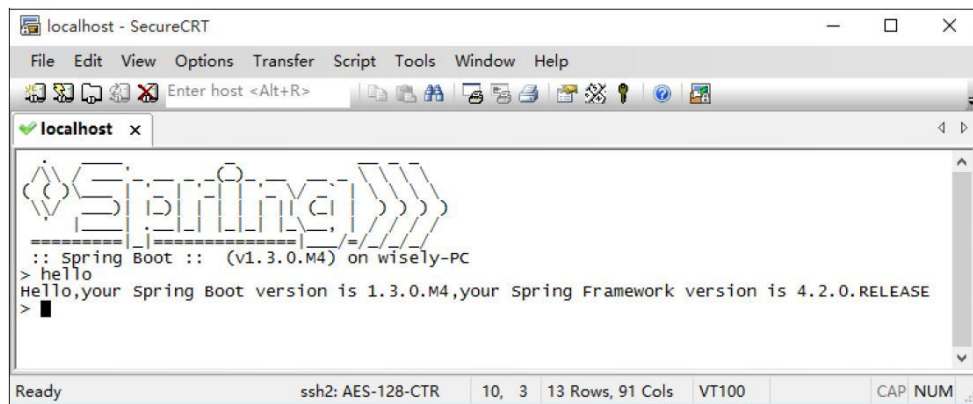 localhost - SecureCRT
File Edit View Options Transfer Script Tools Window Help
Enter host <Alt+R>
localhost
Spring
:: Spring Boot ::  (v1.3.0.M4) on wisely-PC
> hello
Hello,your Spring Boot version is 1.3.0.M4,your Spring Framework version is 4.2.0.RELEASE
>
Ready ssh2: AES-128-CTR 10, 3 13 Rows, 91 Cols VT100 CAP NUM